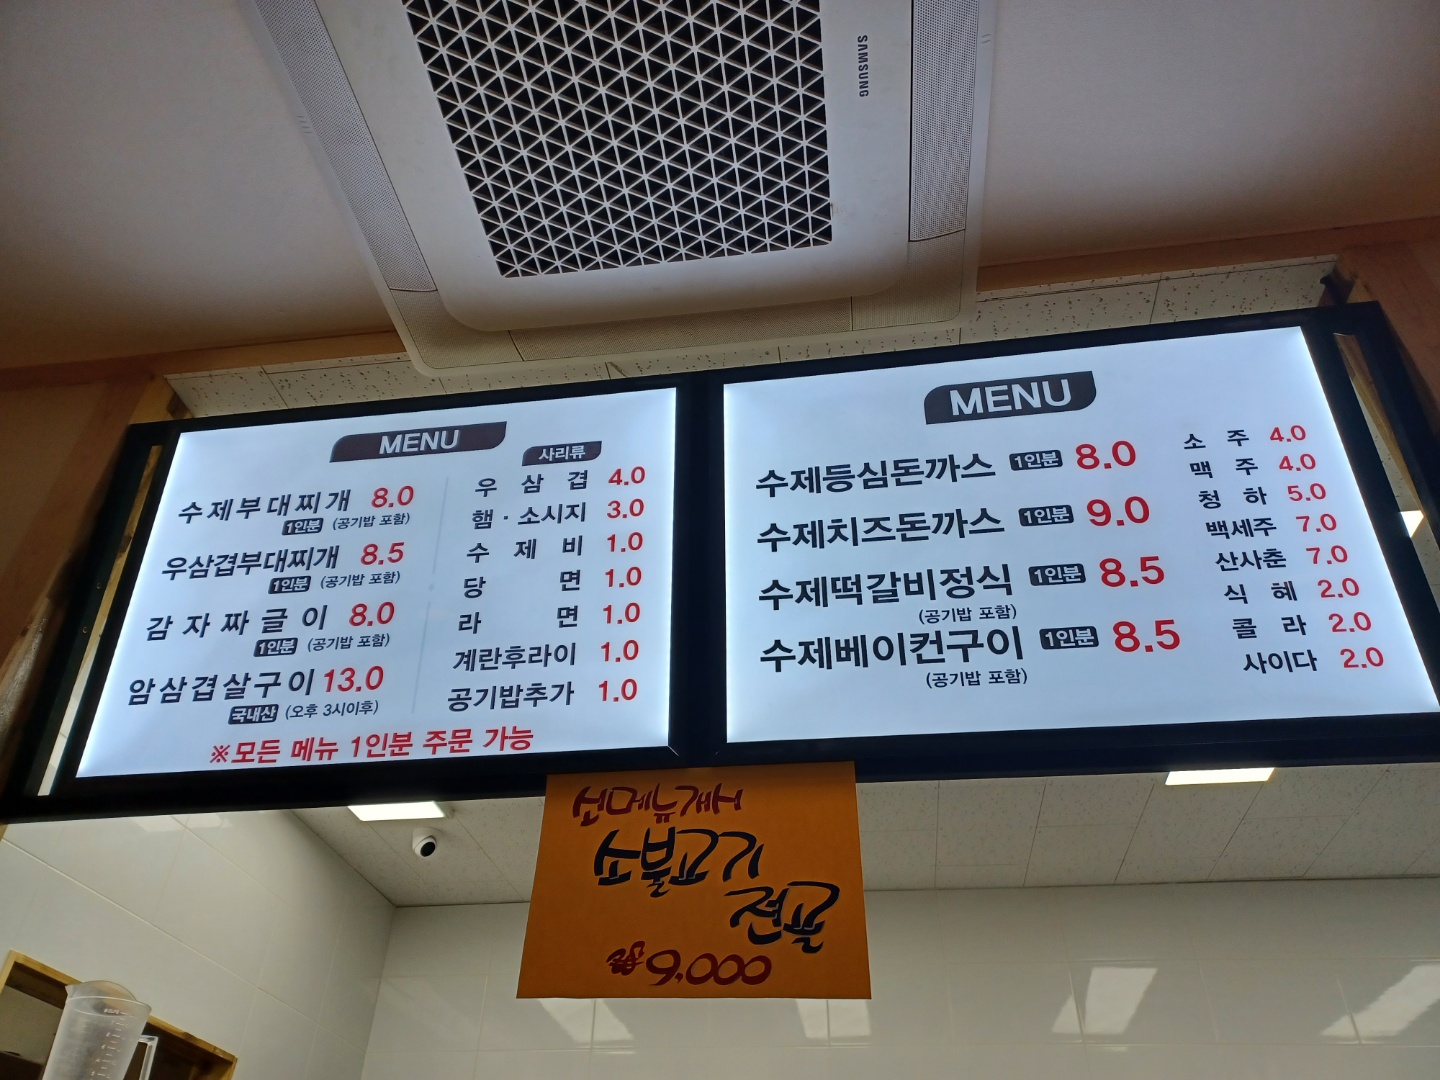 SAMSUNG
MENU
수제부대찌개 8.0
1인분 (공기밥 포함)
우삼겹부대찌개 8.5
1인분 (공기밥 포함)
감자짜글이 8.0
1인분 (공기밥 포함)
암삼겹살구이 13.0
국내산 (오후 3시이후)
사리류
우삼겹 4.0
햄·소시지 3.0
수제비 1.0
당면 1.0
라면 1.0
계란후라이 1.0
공기밥추가 1.0
※모든 메뉴 1인분 주문 가능
MENU
수제등심돈까스 1인분 8.0
수제치즈돈까스 1인분 9.0
수제떡갈비정식 1인분 8.5
(공기밥 포함)
수제베이컨구이 1인분 8.5
(공기밥 포함)
소주 4.0
맥주 4.0
청하 5.0
백세주 7.0
산사춘 7.0
식혜 2.0
콜라 2.0
사이다 2.0
신메뉴개시
소불고기
전골
9,000